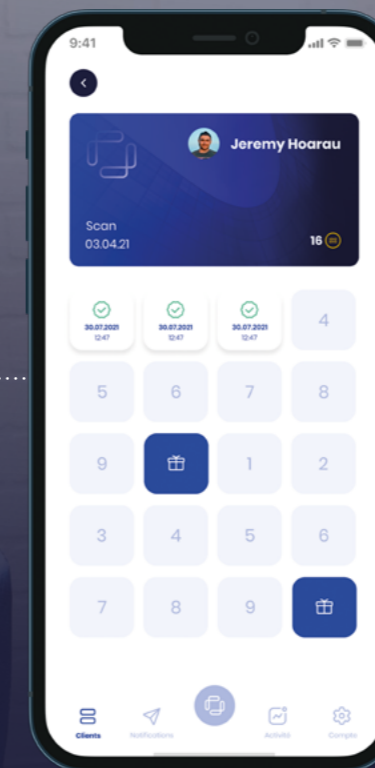 9:41
Jeremy Hoarau
Scan
03.04.21
16
30.07.2021 30.07.2021 30.07.2021 4
12:47 12:47 12:47
5 6 7 8
9 1 2
3 4 5 6
7 8 9
Clients Notifications Activité Compte